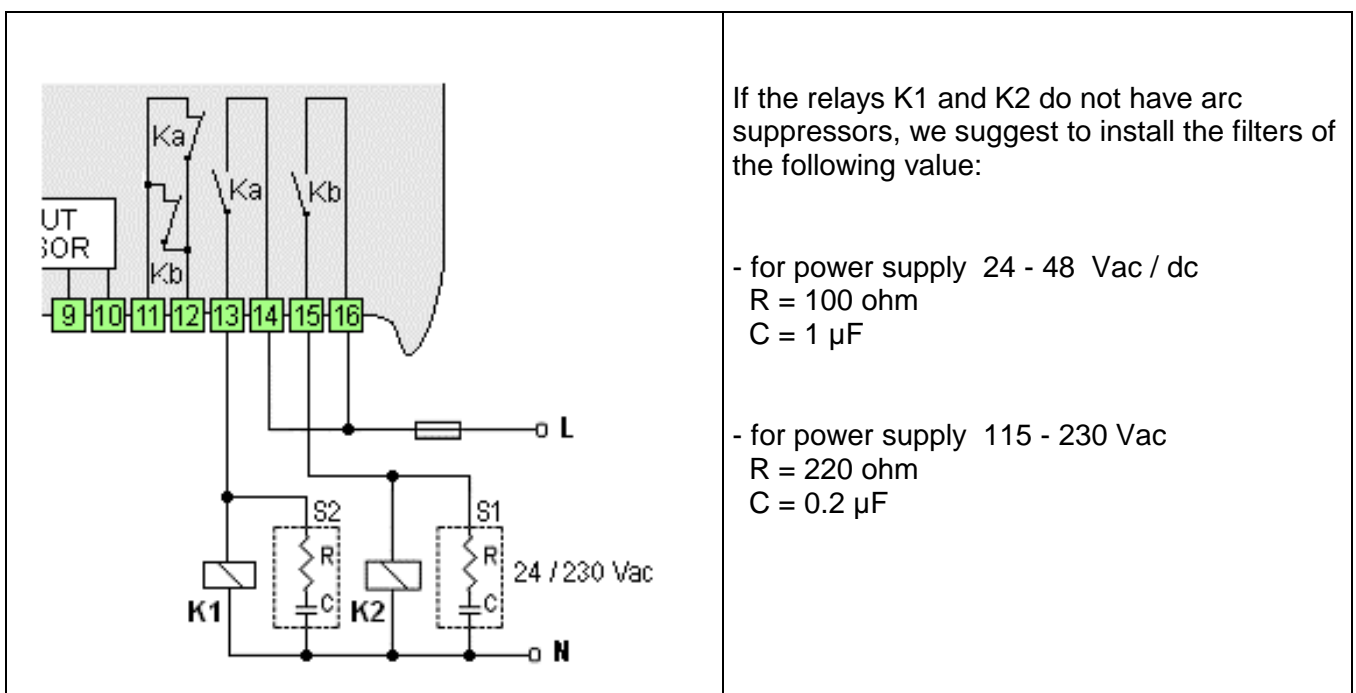 Ka
Ka
Kb
UT
SOR
Kb
9 10 11 12 13 14 15 16
L
S2
S1
R
R
24 / 230 Vac
C
C
K1
K2
N
If the relays K1 and K2 do not have arc
suppressors, we suggest to install the filters of
the following value:
- for power supply 24 - 48 Vac / dc
R = 100 ohm
C = 1 µF
- for power supply 115 - 230 Vac
R = 220 ohm
C = 0.2 µF